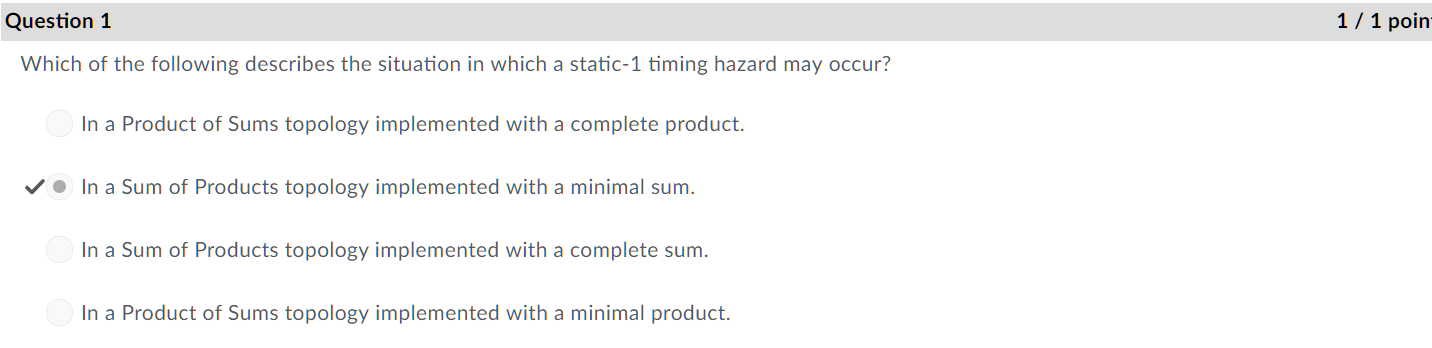 Question 1 1 / 1 poin
Which of the following describes the situation in which a static-1 timing hazard may occur?
In a Product of Sums topology implemented with a complete product.
In a Sum of Products topology implemented with a minimal sum.
In a Sum of Products topology implemented with a complete sum.
In a Product of Sums topology implemented with a minimal product.